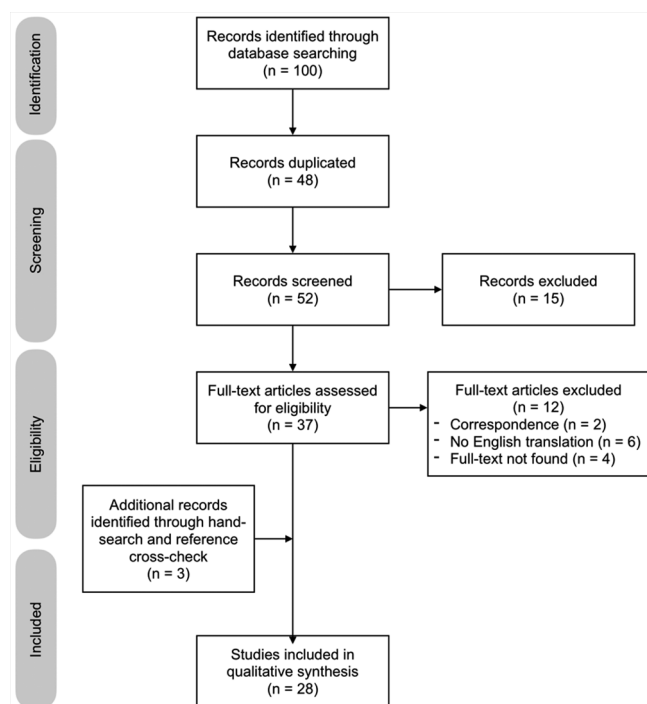 Identification
Records identified through
database searching
(n = 100)
Records duplicated
(n = 48)
Screening
Records screened
(n = 52)
Records excluded
(n = 15)
Eligibility
Full-text articles assessed
for eligibility
(n = 37)
Full-text articles excluded
(n = 12)
- Correspondence (n = 2)
- No English translation (n = 6)
- Full-text not found (n = 4)
Additional records
identified through hand-
search and reference
cross-check
(n = 3)
Included
Studies included in
qualitative synthesis
(n = 28)